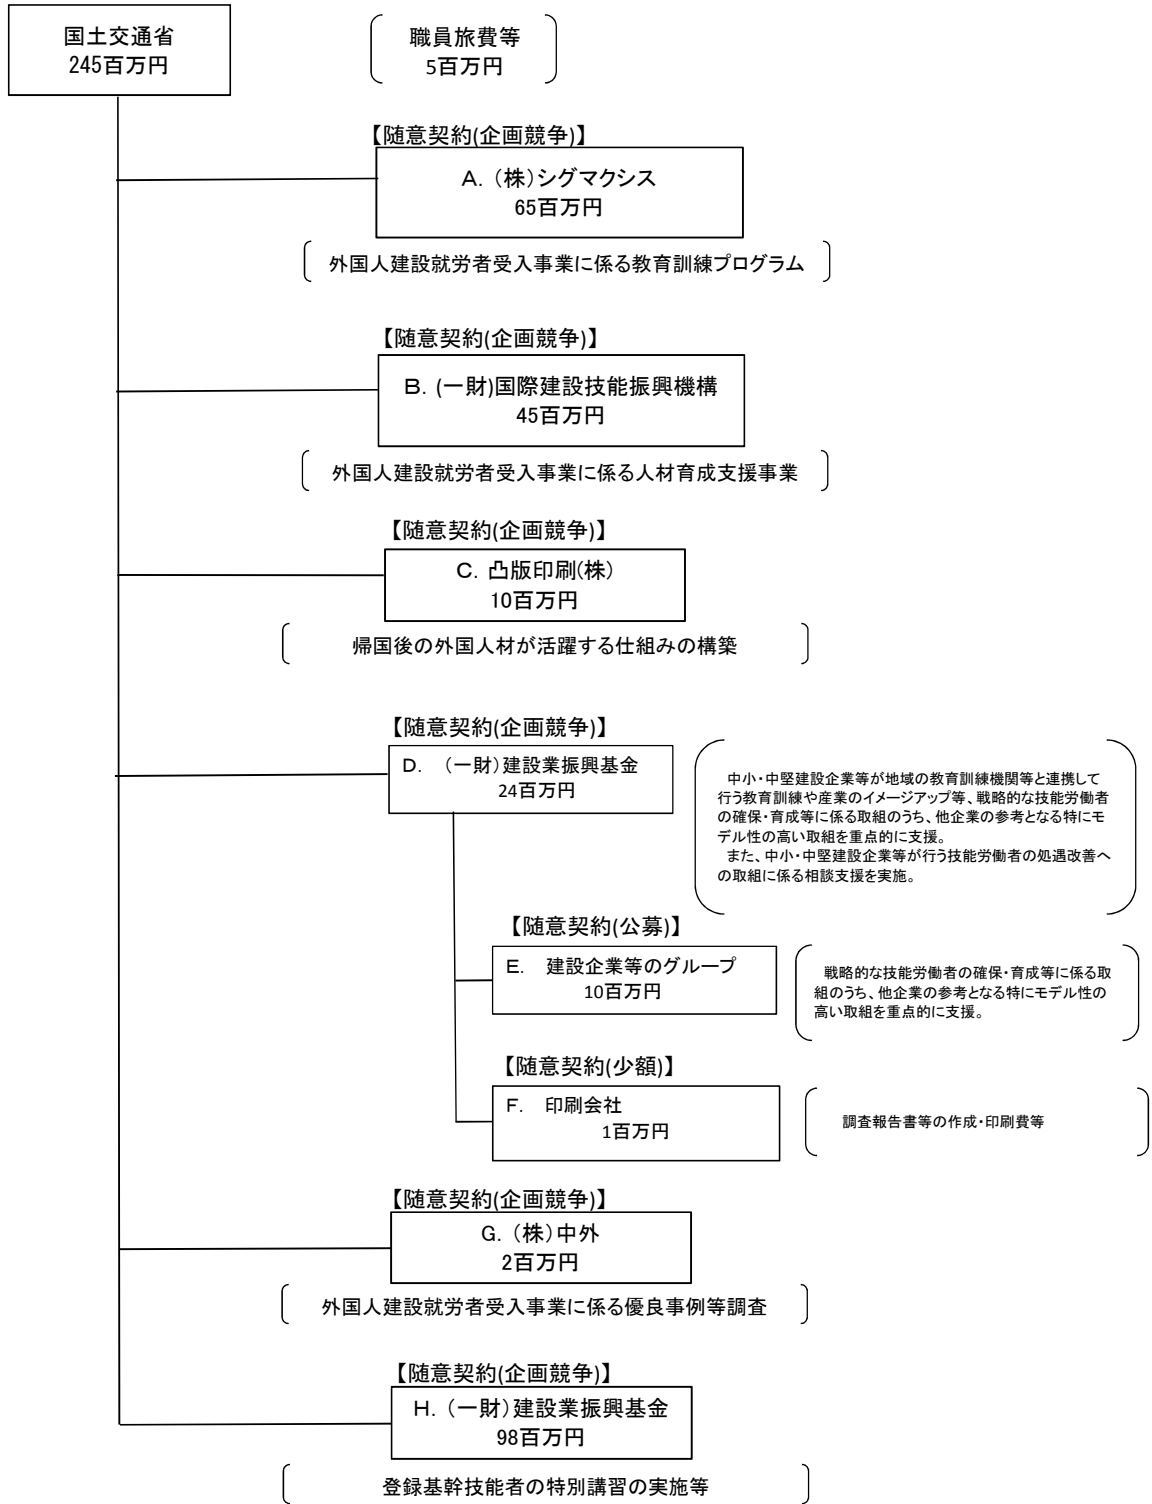 国土交通省
245百万円
職員旅費等
5百万円
【随意契約(企画競争)】
A.（株）シグマクシス
65百万円
外国人建設就労者受入事業に係る教育訓練プログラム
【随意契約(企画競争)】
B. (一財)国際建設技能振興機構
45百万円
外国人建設就労者受入事業に係る人材育成支援事業
【随意契約(企画競争)】
C. 凸版印刷(株)
10百万円
帰国後の外国人材が活躍する仕組みの構築
【随意契約(企画競争)】
D.　（一財）建設業振興基金
24百万円
中小・中堅建設企業等が地域の教育訓練機関等と連携して
行う教育訓練や産業のイメージアップ等、戦略的な技能労働者
の確保・育成等に係る取組のうち、他企業の参考となる特にモ
デル性の高い取組を重点的に支援。
また、中小・中堅建設企業等が行う技能労働者の処遇改善へ
の取組に係る相談支援を実施。
【随意契約(公募)】
E.　建設企業等のグループ
10百万円
戦略的な技能労働者の確保・育成等に係る取
組のうち、他企業の参考となる特にモデル性の
高い取組を重点的に支援。
【随意契約(少額)】
F.　印刷会社
1百万円
調査報告書等の作成・印刷費等
【随意契約(企画競争)】
G.（株）中外
2百万円
外国人建設就労者受入事業に係る優良事例等調査
【随意契約(企画競争)】
H.（一財）建設業振興基金
98百万円
登録基幹技能者の特別講習の実施等